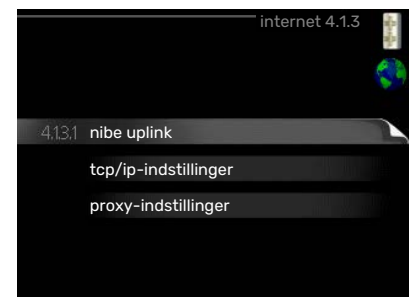 internet 4.1.3
4.1.3.1 nibe uplink
tcp/ip-indstillinger
proxy-indstillinger